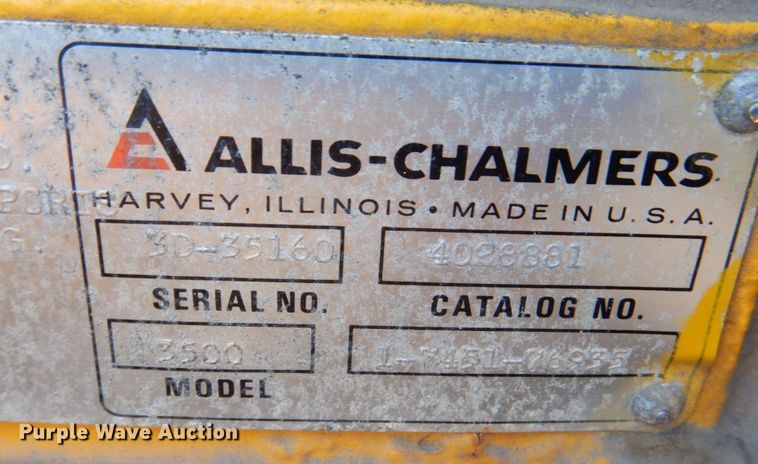 ALLIS-CHALMERS
HARVEY, ILLINOIS • MADE IN U.S.A.
3D-35160 4028881
SERIAL NO. CATALOG NO.
3500
MODEL
Purple Wave Auction